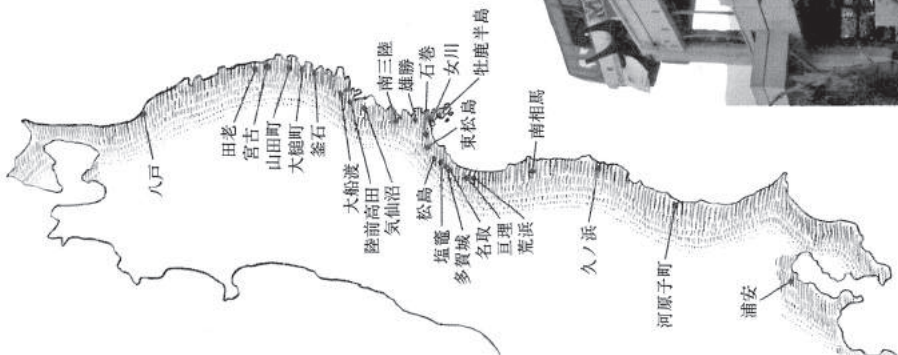 八戸
田老
宮古
山田町
大槌町
釜石
大船渡
陸前高田
気仙沼
南三陸
雄勝
石巻
女川
牡鹿半島
東松島
松島
塩竈
多賀城
名取
亘理
荒浜
南相馬
久ノ浜
河原子町
浦安